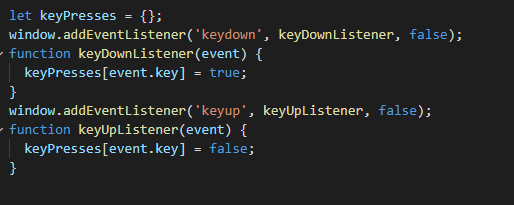 let keyPresses = {};
window.addEventListener('keydown', keyDownListener, false);
function keyDownListener(event) {
  keyPresses[event.key] = true;
}
window.addEventListener('keyup', keyUpListener, false);
function keyUpListener(event) {
  keyPresses[event.key] = false;
}